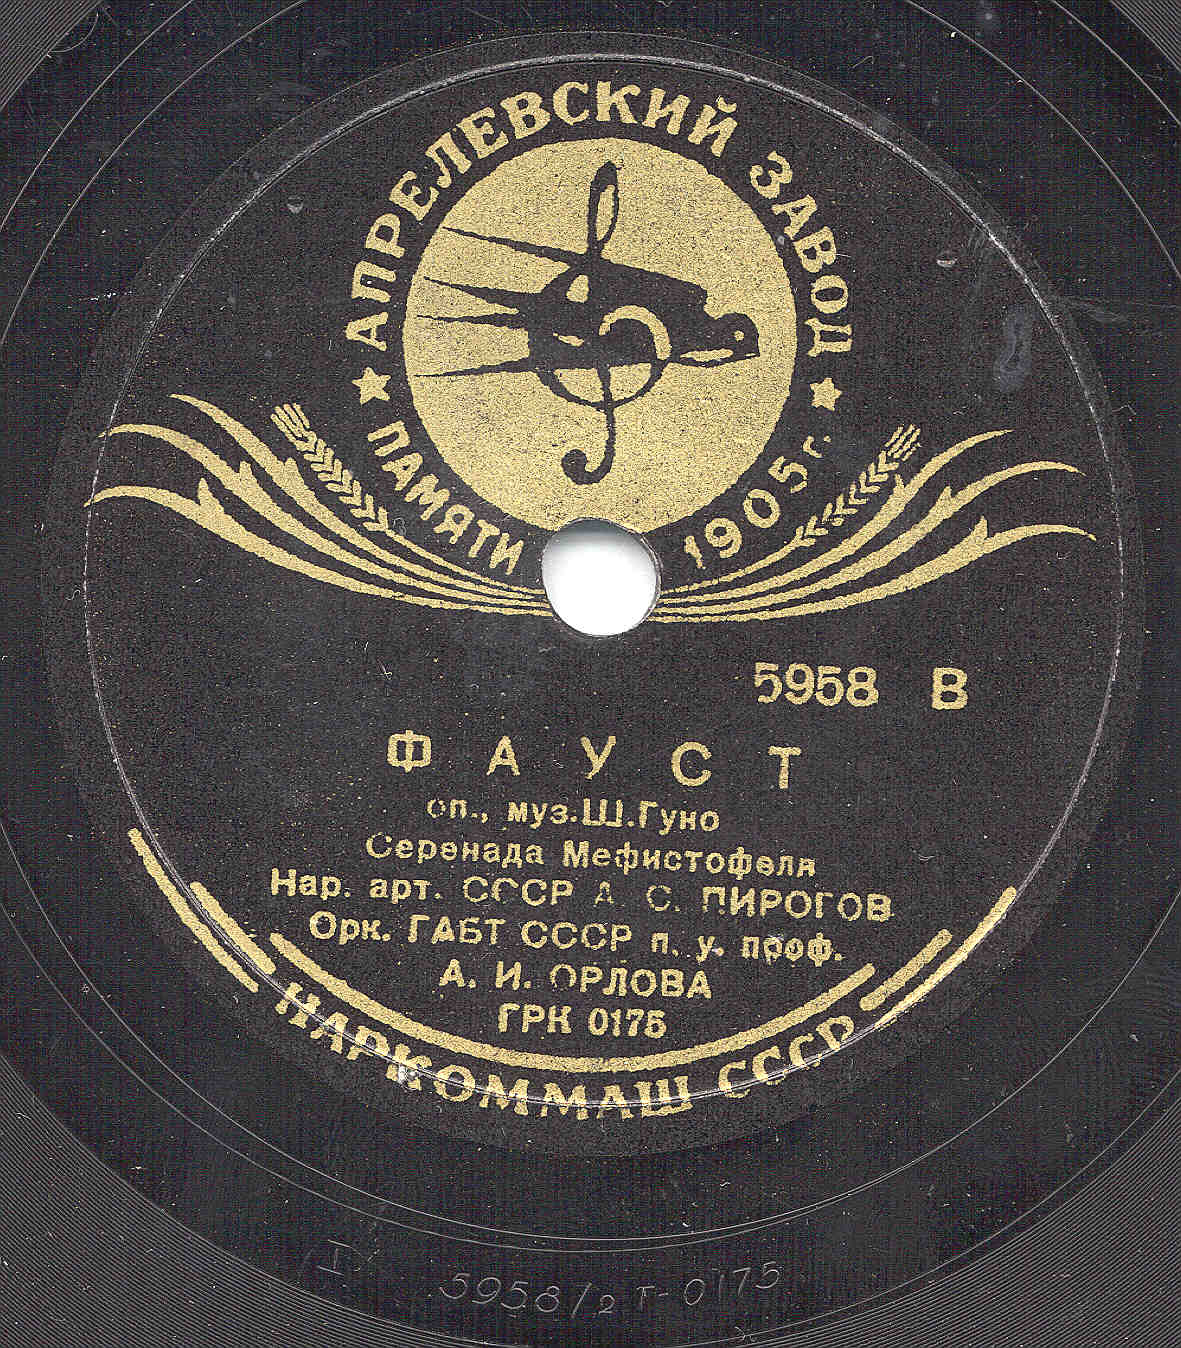 АПРЕЛЕВСКИЙ ЗАВОД
ПАМЯТИ 1905 г.
5958 В
ФАУСТ
оп., муз.Ш.Гуно
Серенада Мефистофеля
Нар. арт. СССР А. С. ПИРОГОВ
Орк. ГАБТ СССР п. у. проф.
А. И. ОРЛОВА
ГРК 0175
НАРКОММАШ СССР
I 5958/2 г-0175